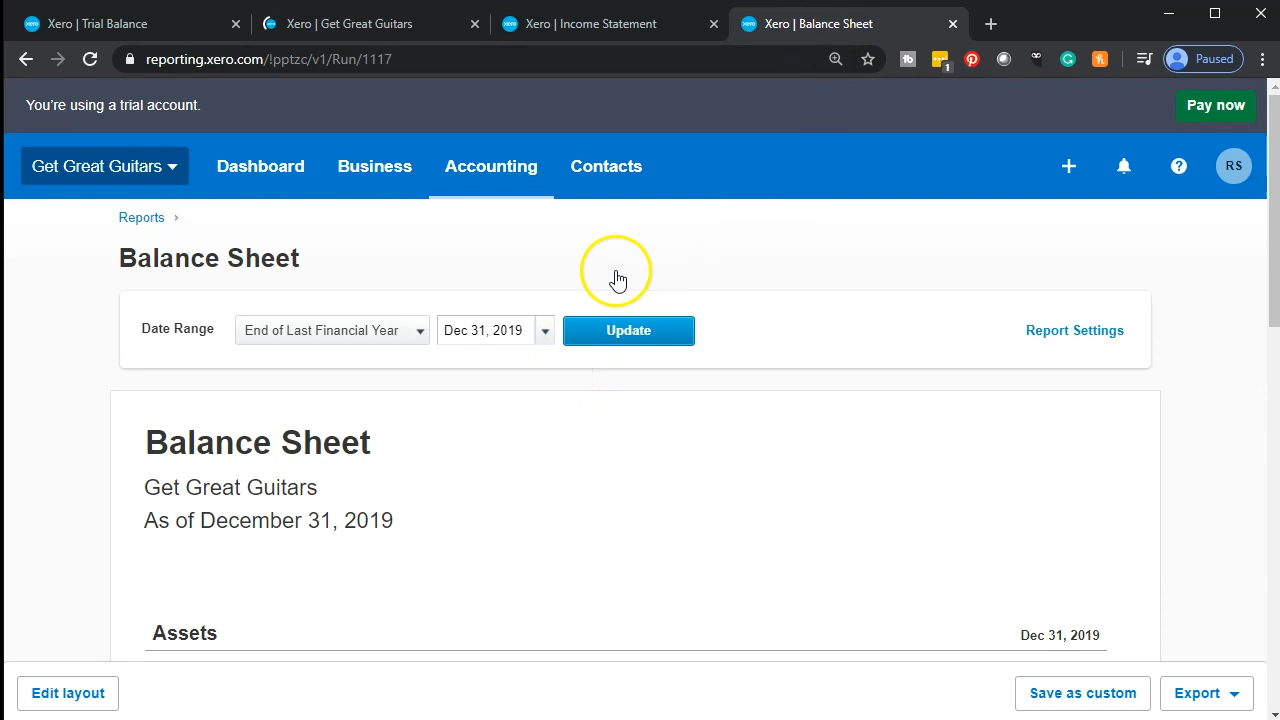 Xero | Trial Balance
Xero | Get Great Guitars
Xero | Income Statement
Xero | Balance Sheet
reporting.xero.com/!pptzc/v1/Run/1117
1
Paused
You're using a trial account.
Pay now
Get Great Guitars
Dashboard
Business
Accounting
Contacts
RS
Reports
Balance Sheet
Date Range
End of Last Financial Year
Dec 31, 2019
Update
Report Settings
Balance Sheet
Get Great Guitars
As of December 31, 2019
Assets
Dec 31, 2019
Edit layout
Save as custom
Export